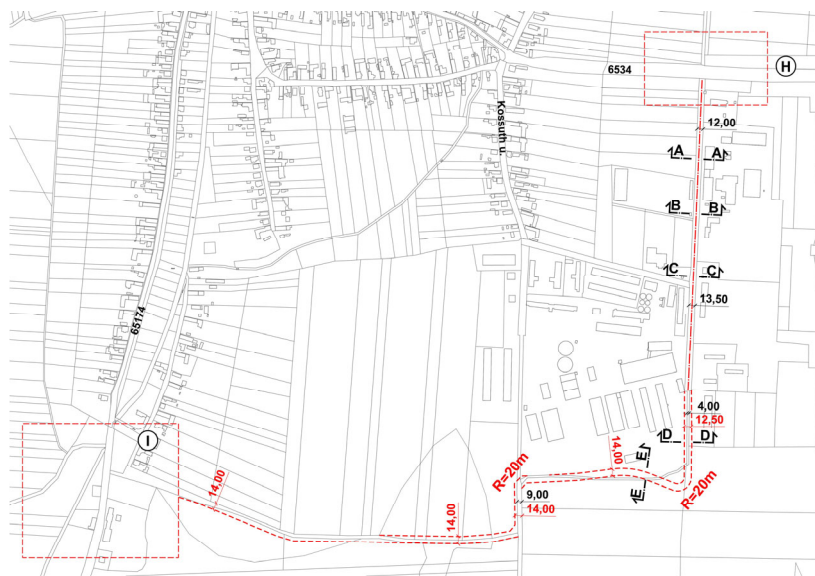 6534
H
12,00
A A
Kossuth u.
B B
C C
13,50
65174
4,00
12,50
D D
I
14,00
E
R=20m
14,00
E
R=20m
9,00
14,00
14,00